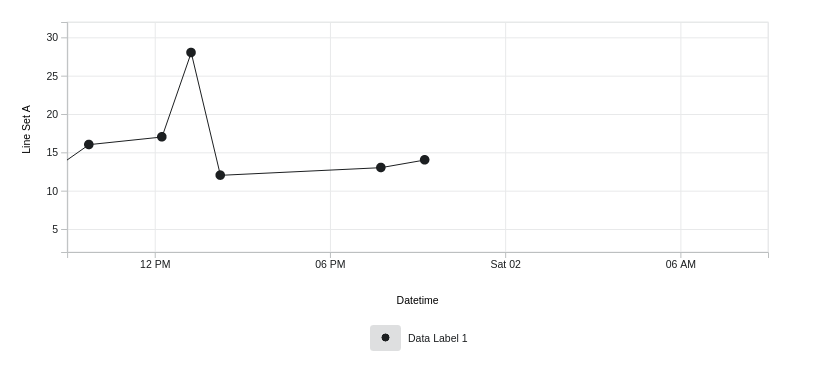 30
25
20
15
10
5
Line Set A
12 PM
06 PM
Sat 02
06 AM
Datetime
Data Label 1